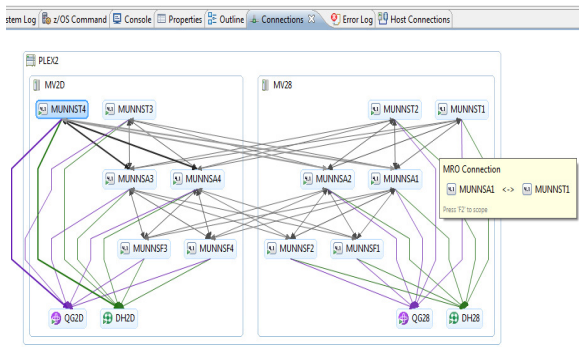 stem Log z/OS Command Console Properties Outline Connections Error Log Host Connections
PLEX2
MV2D MV28
MUNNST4 MUNNST3 MUNNST2 MUNNST1
MRO Connection
MUNNSA3 MUNNSA4 MUNNSA2 MUNNSA1
MUNNSA1 <-> MUNNST1
Press 'F2' to scope
MUNNSF3 MUNNSF4 MUNNSF2 MUNNSF1
QG2D DH2D QG28 DH28